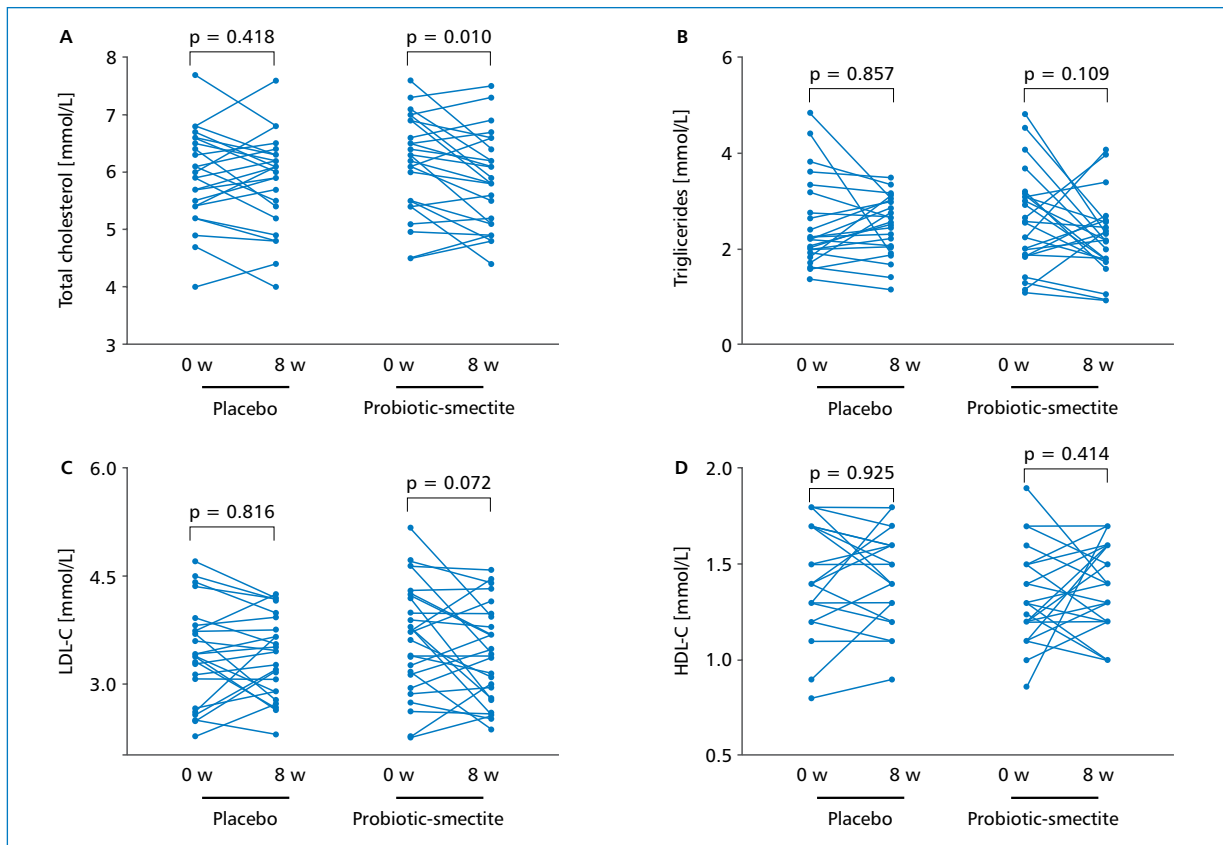 A
p = 0.418
p = 0.010
Total cholesterol [mmol/L]
8
7
6
5
4
3
0 w
8 w
0 w
8 w
Placebo
Probiotic-smectite
B
p = 0.857
p = 0.109
Triglicerides [mmol/L]
6
4
2
0
0 w
8 w
0 w
8 w
Placebo
Probiotic-smectite
C
p = 0.816
p = 0.072
LDL-C [mmol/L]
6.0
4.5
3.0
0 w
8 w
0 w
8 w
Placebo
Probiotic-smectite
D
p = 0.925
p = 0.414
HDL-C [mmol/L]
2.0
1.5
1.0
0.5
0 w
8 w
0 w
8 w
Placebo
Probiotic-smectite